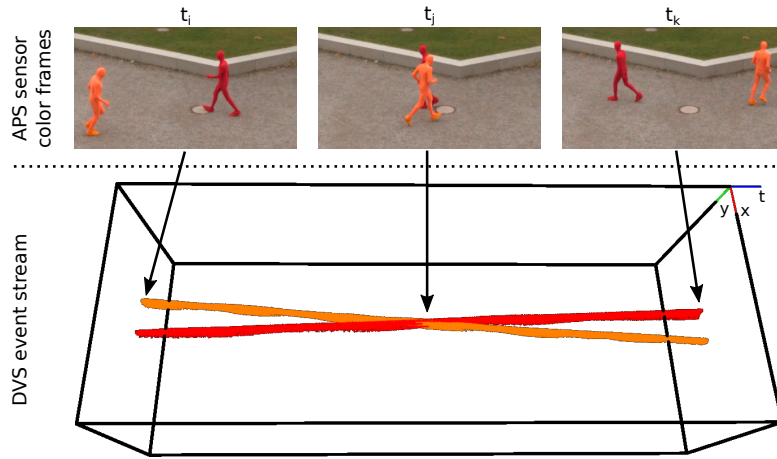 t_i
t_j
t_k
APS sensor
color frames
t
y
x
DVS event stream